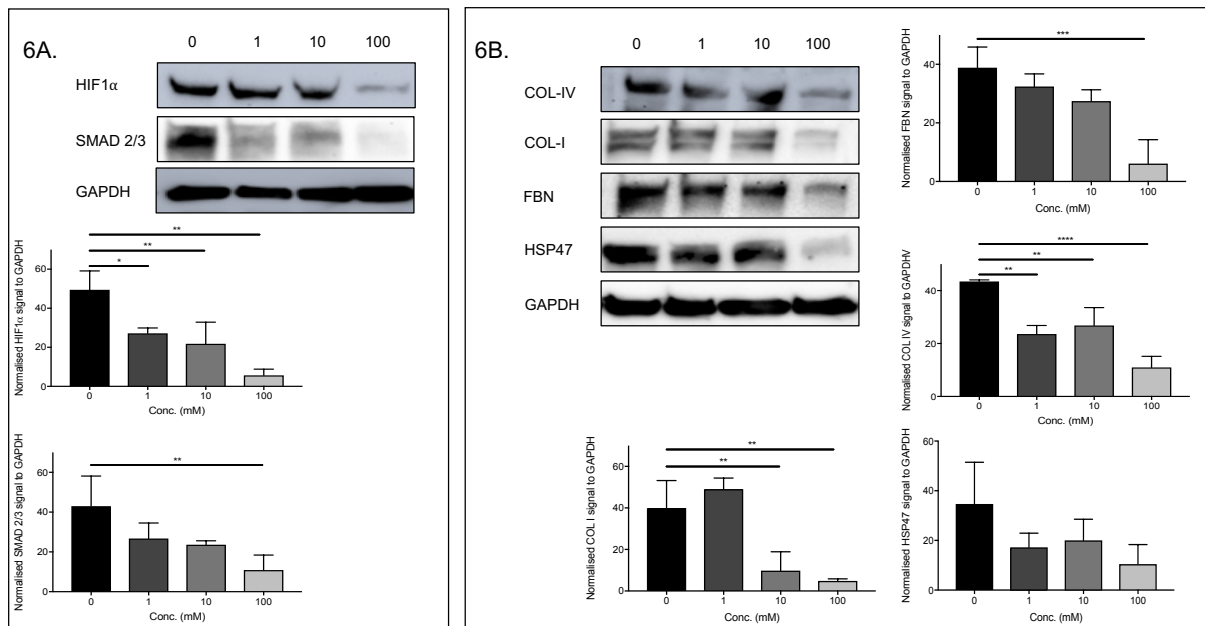 6A.
0 1 10 100
HIF1α
SMAD 2/3
GAPDH
Normalised HIF1α signal to GAPDH
60
40
20
0
**
**
*
0 1 10 100
Conc. (mM)
Normalised SMAD 2/3 signal to GAPDH
60
40
20
0
**
0 1 10 100
Conc. (mM)
6B.
0 1 10 100
COL-IV
COL-I
FBN
HSP47
GAPDH
Normalised COL I signal to GAPDH
60
40
20
0
**
**
0 1 10 100
Conc. (mM)
Normalised FBN signal to GAPDH
40
20
0
***
0 1 10 100
Conc. (mM)
Normalised COL IV signal to GAPDHV
40
20
0
****
**
**
0 1 10 100
Conc. (mM)
Normalised HSP47 signal to GAPDH
60
40
20
0
0 1 10 100
Conc. (mM)